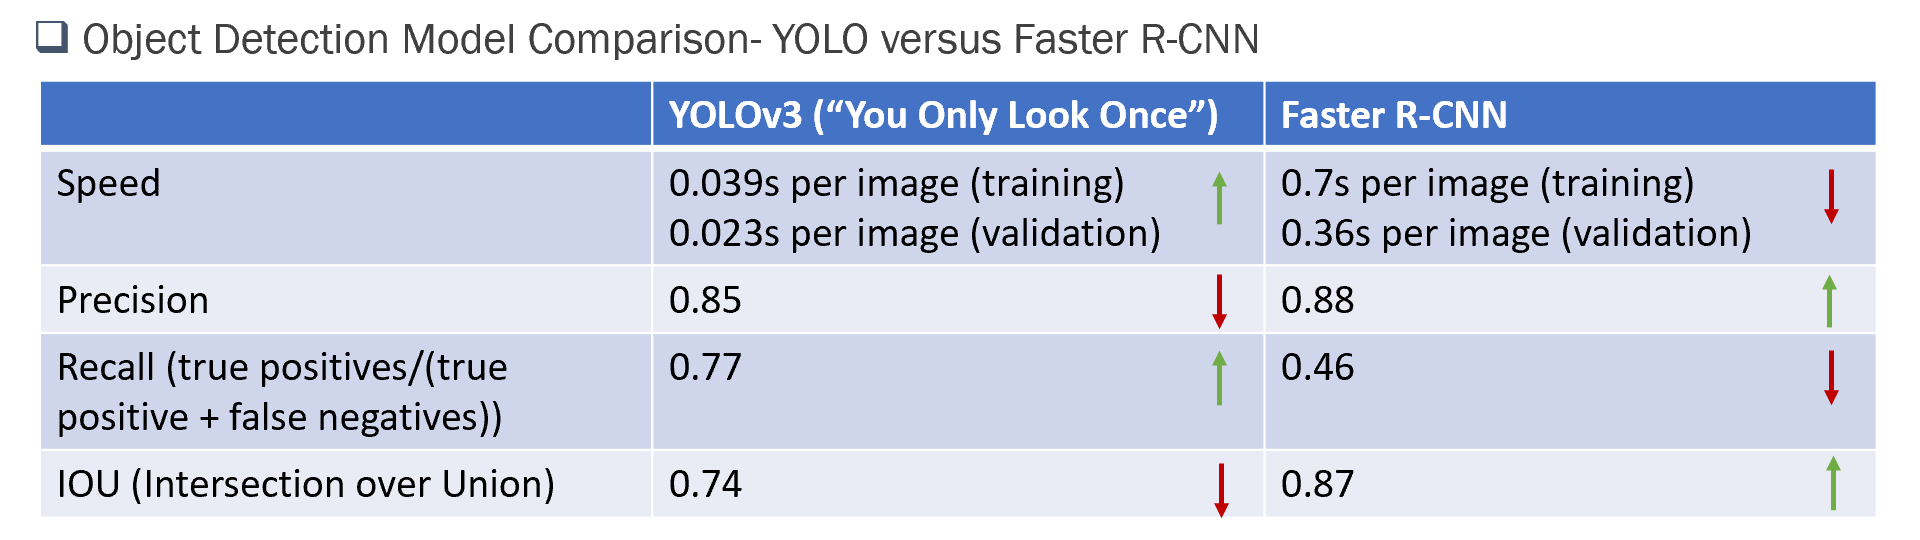 Object Detection Model Comparison- YOLO versus Faster R-CNN
YOLOv3 (“You Only Look Once”) Faster R-CNN
Speed 0.039s per image (training) 0.7s per image (training)
0.023s per image (validation) 0.36s per image (validation)
Precision 0.85 0.88
Recall (true positives/(true 0.77 0.46
positive + false negatives))
IOU (Intersection over Union) 0.74 0.87